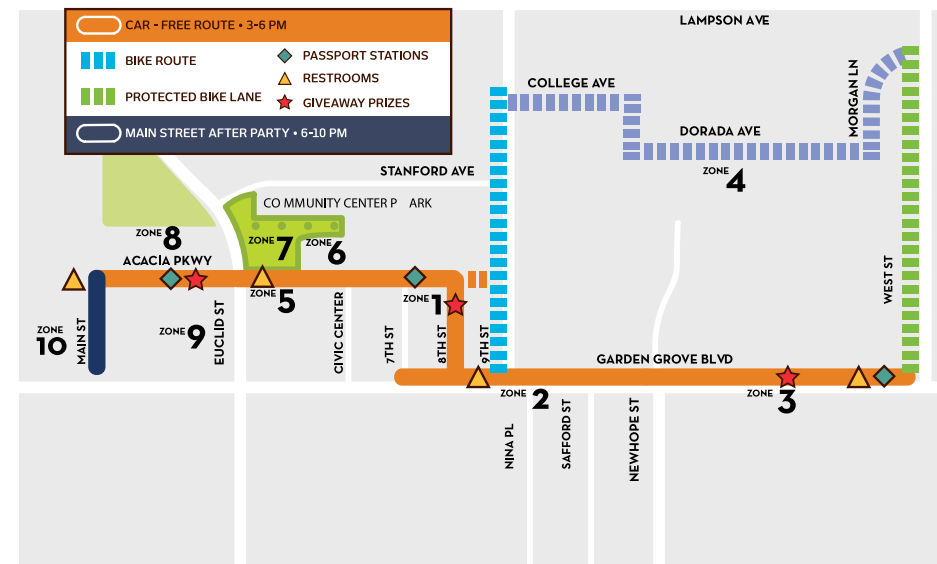 CAR - FREE ROUTE • 3-6 PM
BIKE ROUTE
PROTECTED BIKE LANE
PASSPORT STATIONS
RESTROOMS
GIVEAWAY PRIZES
MAIN STREET AFTER PARTY • 6-10 PM
LAMPSON AVE
COLLEGE AVE
MORGAN LN
DORADA AVE
ZONE 4
STANFORD AVE
CO MMUNITY CENTER P ARK
ZONE 8
ZONE 7
ZONE 6
ACACIA PKWY
ZONE 5
ZONE 1
WEST ST
ZONE 10
MAIN ST
ZONE 9
EUCLID ST
CIVIC CENTER
7TH ST
8TH ST
9TH ST
GARDEN GROVE BLVD
ZONE 2
ZONE 3
NINA PL
SAFFORD ST
NEWHOPE ST